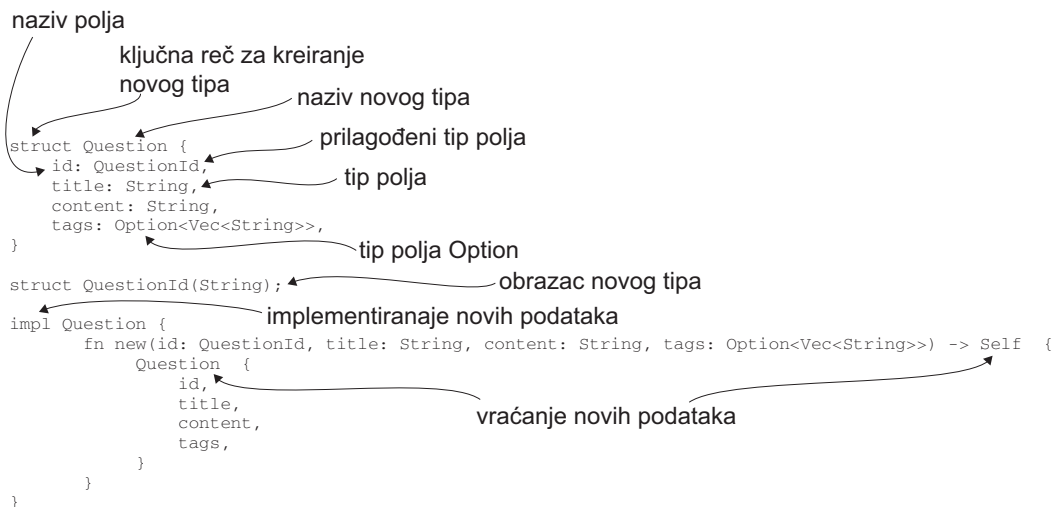 naziv polja
ključna reč za kreiranje
novog tipa
naziv novog tipa
struct Question {
prilagođeni tip polja
id: QuestionId,
title: String,
tip polja
content: String,
tags: Option<Vec<String>>,
}
tip polja Option
struct QuestionId(String);
obrazac novog tipa
impl Question {
implementiranaje novih podataka
fn new(id: QuestionId, title: String, content: String, tags: Option<Vec<String>>) -> Self {
Question {
id,
title,
vraćanje novih podataka
content,
tags,
}
}
}